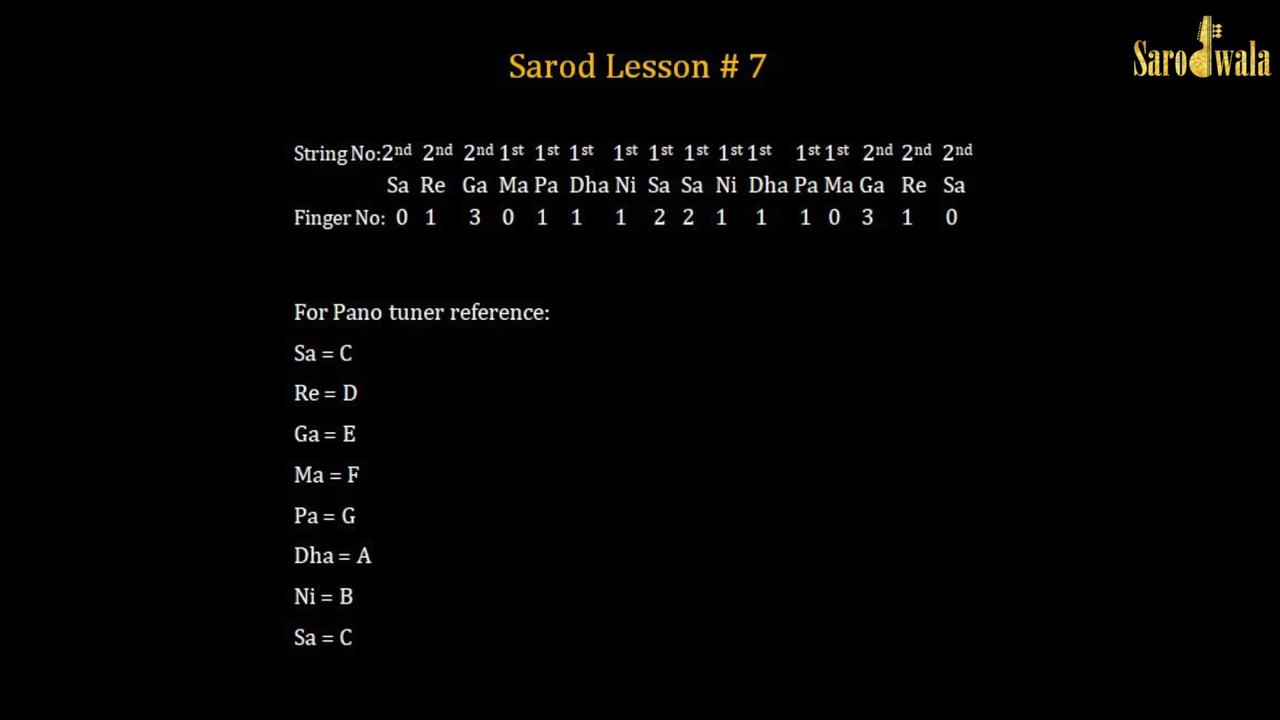 Sarodwala
Sarod Lesson # 7
String No:2nd 2nd 2nd 1st 1st 1st 1st 1st 1st 1st 1st 1st 1st 2nd 2nd 2nd
Sa Re Ga Ma Pa Dha Ni Sa Sa Ni Dha Pa Ma Ga Re Sa
Finger No: 0 1 3 0 1 1 1 2 2 1 1 1 0 3 1 0
For Pano tuner reference:
Sa = C
Re = D
Ga = E
Ma = F
Pa = G
Dha = A
Ni = B
Sa = C